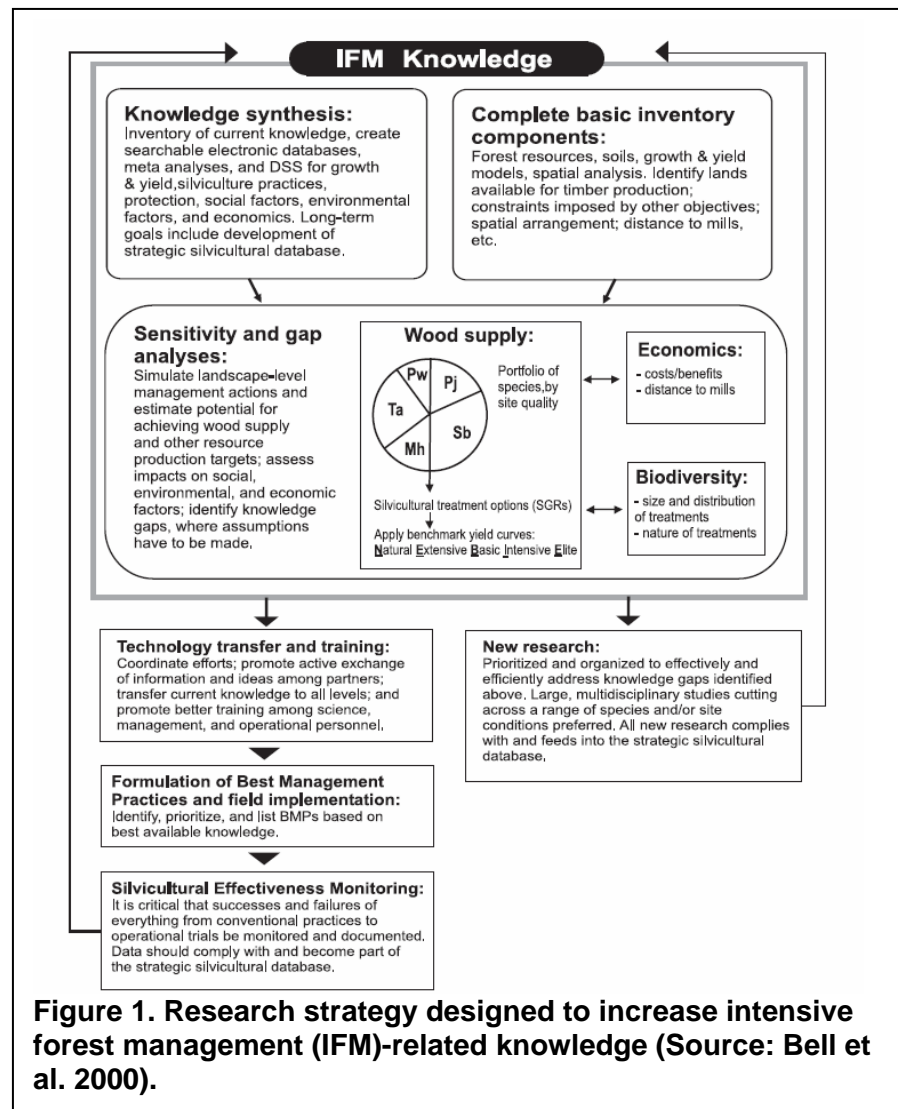 IFM Knowledge
Knowledge synthesis:
Inventory of current knowledge, create
searchable electronic databases,
meta analyses, and DSS for growth
& yield,silviculture practices,
protection, social factors, environmental
factors, and economics. Long-term
goals include development of
strategic silvicultural database.
Complete basic inventory
components:
Forest resources, soils, growth & yield
models, spatial analysis. Identify lands
available for timber production;
constraints imposed by other objectives;
spatial arrangement; distance to mills,
etc.
Sensitivity and gap
analyses:
Simulate landscape-level
management actions and
estimate potential for
achieving wood supply
and other resource
production targets; assess
impacts on social,
environmental, and economic
factors; identify knowledge
gaps, where assumptions
have to be made.
Wood supply:
Pw
Pj
Ta
Sb
Mh
Portfolio of
species,by
site quality
Silvicultural treatment options (SGRs)
Apply benchmark yield curves:
Natural Extensive Basic Intensive Elite
Economics:
- costs/benefits
- distance to mills
Biodiversity:
- size and distribution
of treatments
- nature of treatments
Technology transfer and training:
Coordinate efforts; promote active exchange
of information and ideas among partners;
transfer current knowledge to all levels; and
promote better training among science,
management, and operational personnel.
Formulation of Best Management
Practices and field implementation:
Identify, prioritize, and list BMPs based on
best available knowledge.
Silvicultural Effectiveness Monitoring:
It is critical that successes and failures of
everything from conventional practices to
operational trials be monitored and documented.
Data should comply with and become part of
the strategic silvicultural database.
New research:
Prioritized and organized to effectively and
efficiently address knowledge gaps identified
above. Large, multidisciplinary studies cutting
across a range of species and/or site
conditions preferred. All new research complies
with and feeds into the strategic silvicultural
database.
Figure 1. Research strategy designed to increase intensive
forest management (IFM)-related knowledge (Source: Bell et
al. 2000).